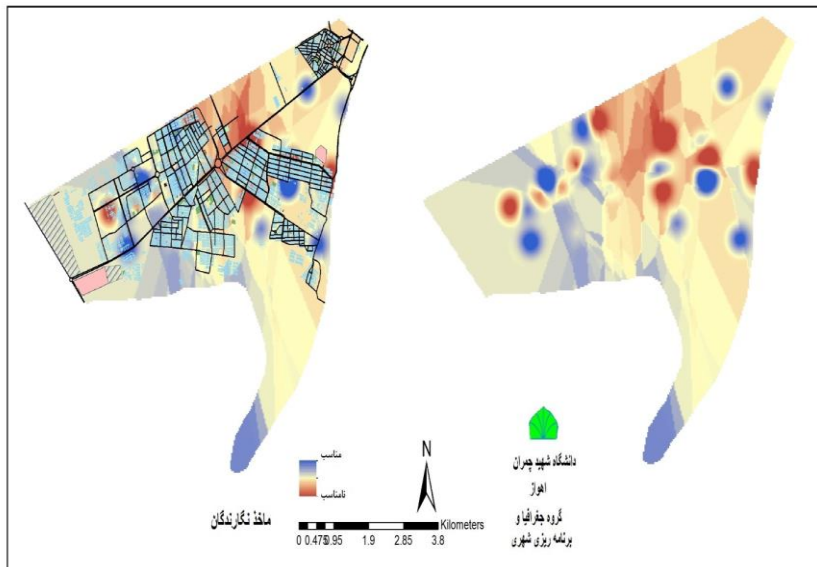 دانشگاه شهید چمران
اهواز
گروه جغرافیا و
برنامه ریزی شهری
N
مناسب
نامناسب
ماخذ نگارندگان
Kilometers
0 0.475 0.95 1.9 2.85 3.8